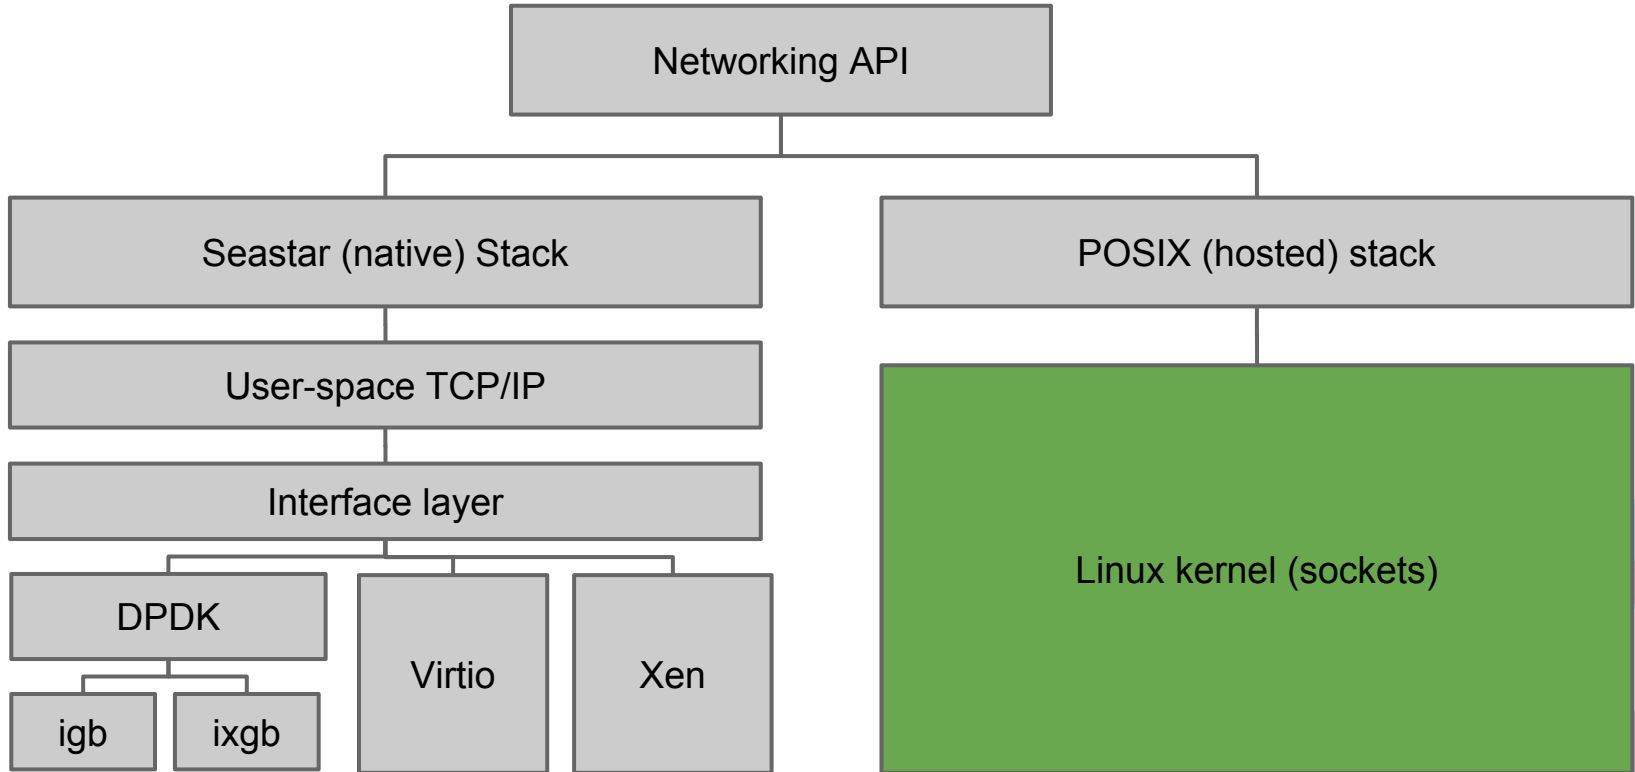 Networking API
Seastar (native) Stack
POSIX (hosted) stack
User-space TCP/IP
Interface layer
Linux kernel (sockets)
DPDK
Virtio
Xen
igb
ixgb